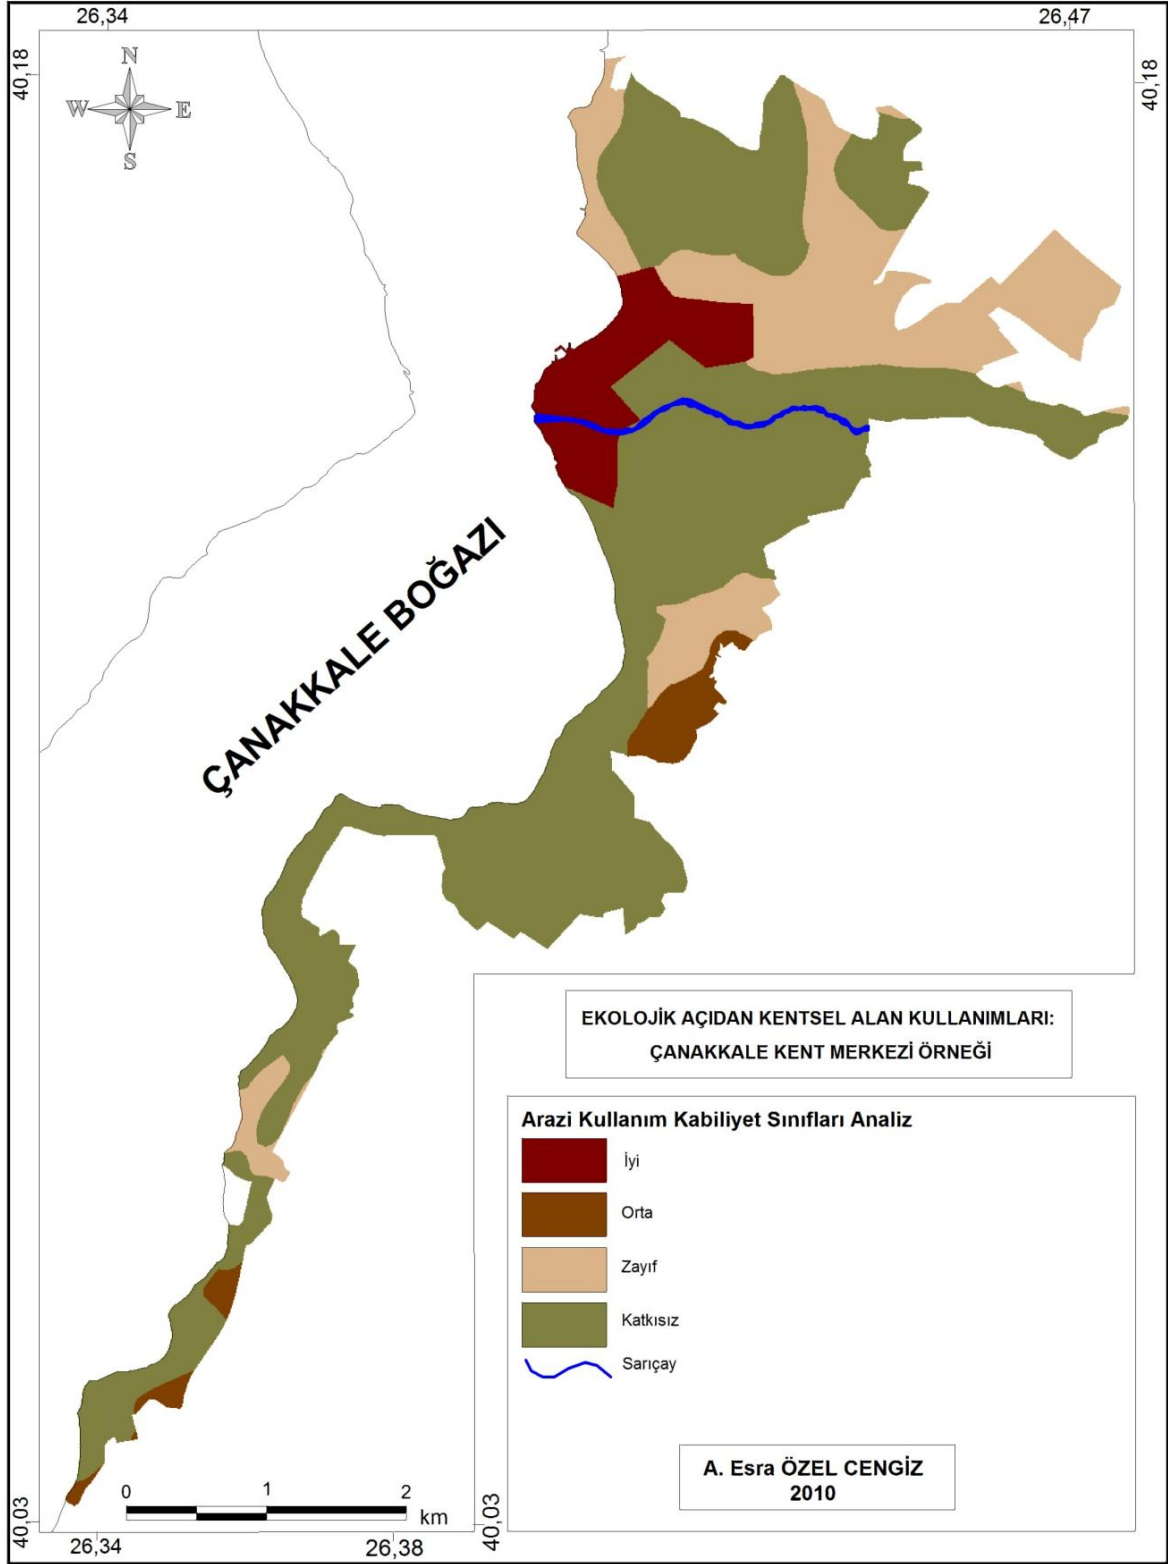 26,34
26,47
40,18
40,18
N
W
E
S
ÇANAKKALE BOĞAZI
EKOLOJİK AÇIDAN KENTSEL ALAN KULLANIMLARI:
ÇANAKKALE KENT MERKEZİ ÖRNEĞİ
Arazi Kullanım Kabiliyet Sınıfları Analiz
İyi
Orta
Zayıf
Katkısız
Sarıçay
A. Esra ÖZEL CENGİZ
2010
0
1
2
km
40,03
40,03
26,34
26,38